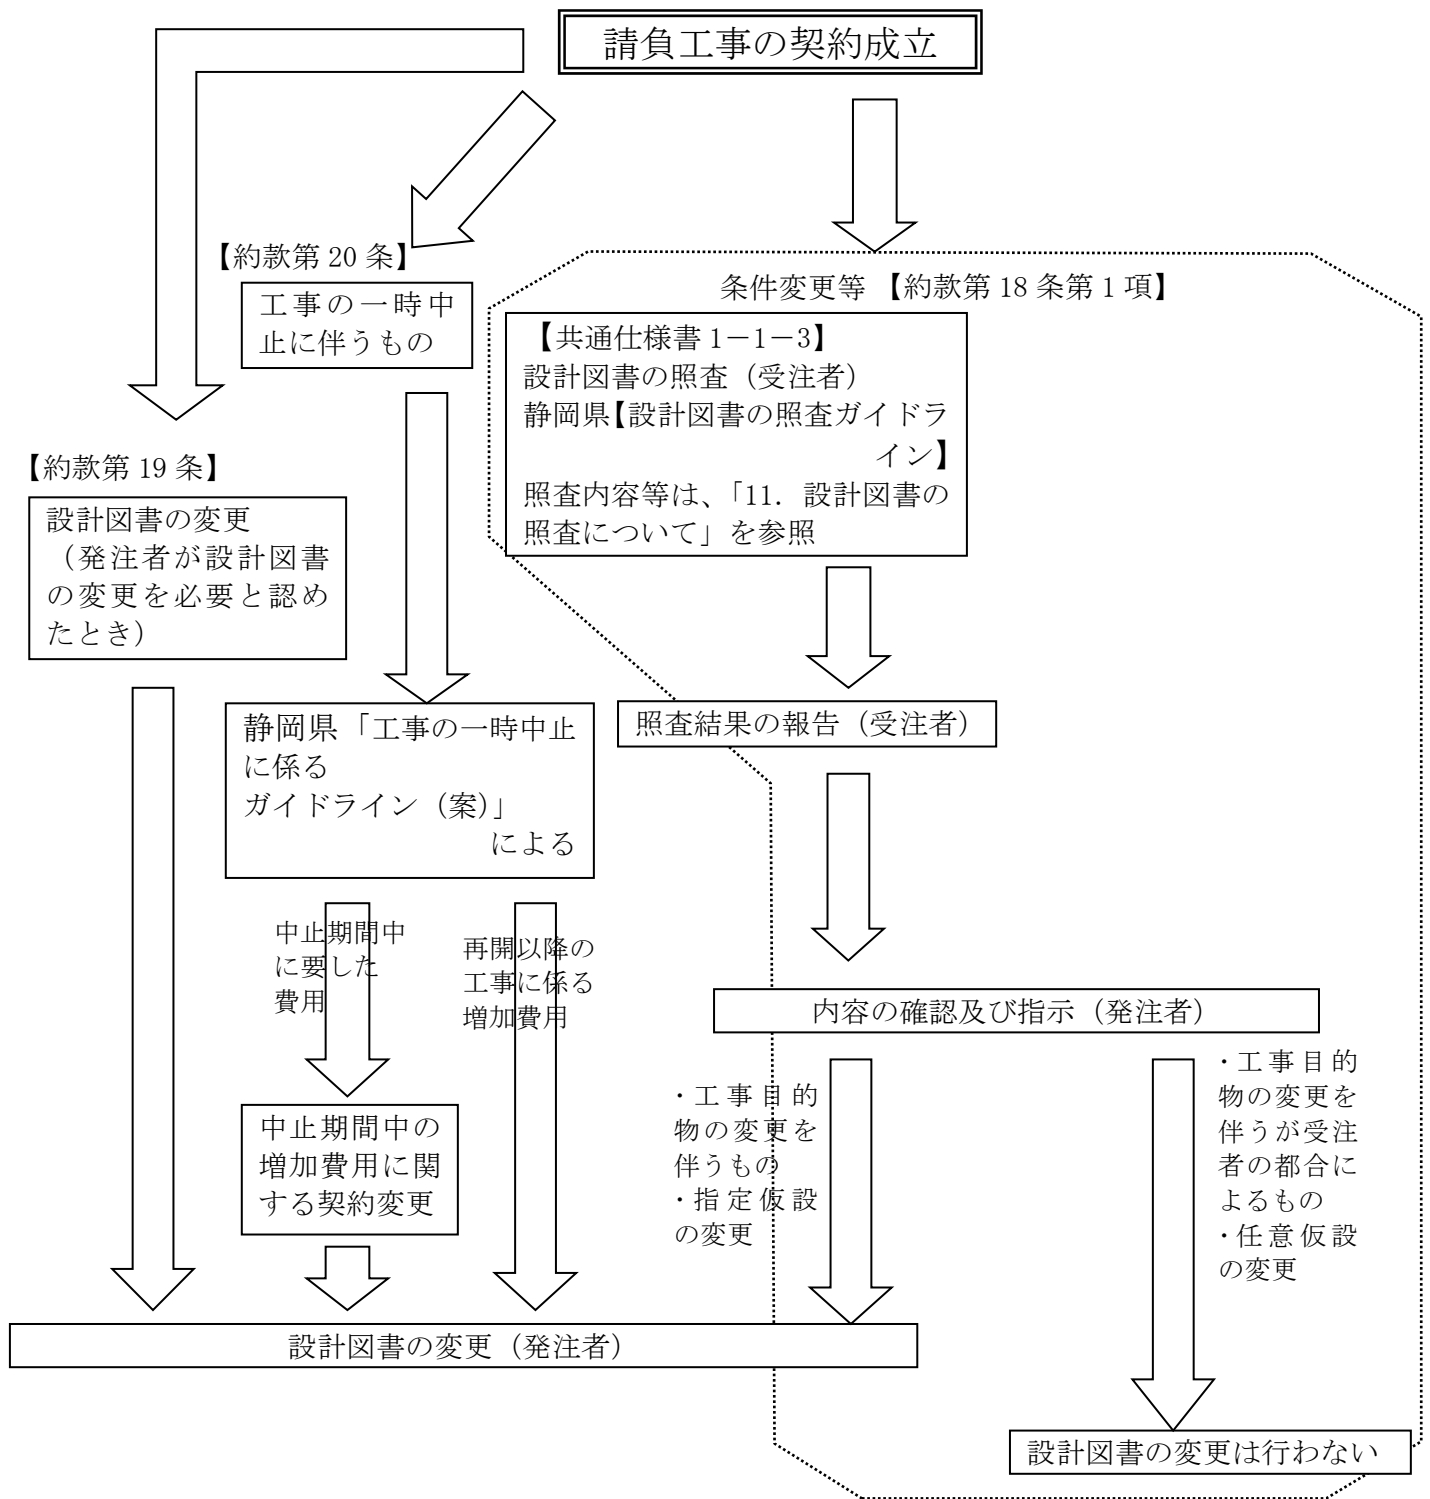 請負工事の契約成立
【約款第 20 条】
工事の一時中
止に伴うもの
条件変更等 【約款第 18 条第 1 項】
【共通仕様書 1－1－3】
設計図書の照査（受注者）
静岡県【設計図書の照査ガイドラ
イン】
照査内容等は、「11．設計図書の
照査について」を参照
【約款第 19 条】
設計図書の変更
（発注者が設計図書
の変更を必要と認め
たとき）
静岡県「工事の一時中止
に係る
ガイドライン（案）」
による
照査結果の報告（受注者）
中止期間中
に要した
費用
再開以降の
工事に係る
増加費用
内容の確認及び指示（発注者）
中止期間中の
増加費用に関
する契約変更
・工事目的
物の変更を
伴うもの
・指定仮設
の変更
・工事目的
物の変更を
伴うが受注
者の都合に
よるもの
・任意仮設
の変更
設計図書の変更（発注者）
設計図書の変更は行わない